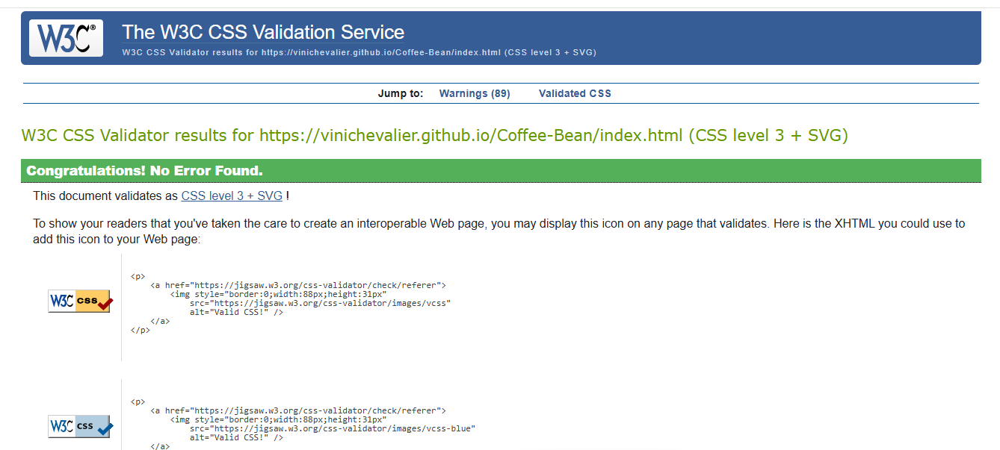 W3C®
The W3C CSS Validation Service
W3C CSS Validator results for https://vinichevalier.github.io/Coffee-Bean/index.html (CSS level 3 + SVG)
Jump to: Warnings (89) Validated CSS
W3C CSS Validator results for https://vinichevalier.github.io/Coffee-Bean/index.html (CSS level 3 + SVG)
Congratulations! No Error Found.
This document validates as CSS level 3 + SVG !
To show your readers that you've taken the care to create an interoperable Web page, you may display this icon on any page that validates. Here is the XHTML you could use to
add this icon to your Web page:
W3C css
<p>
<a href="https://jigsaw.w3.org/css-validator/check/referer">
<img style="border:0;width:88px;height:31px"
src="https://jigsaw.w3.org/css-validator/images/vcss"
alt="Valid CSS!" />
</a>
</p>
W3C css
<p>
<a href="https://jigsaw.w3.org/css-validator/check/referer">
<img style="border:0;width:88px;height:31px"
src="https://jigsaw.w3.org/css-validator/images/vcss-blue"
alt="Valid CSS!" />
</a>